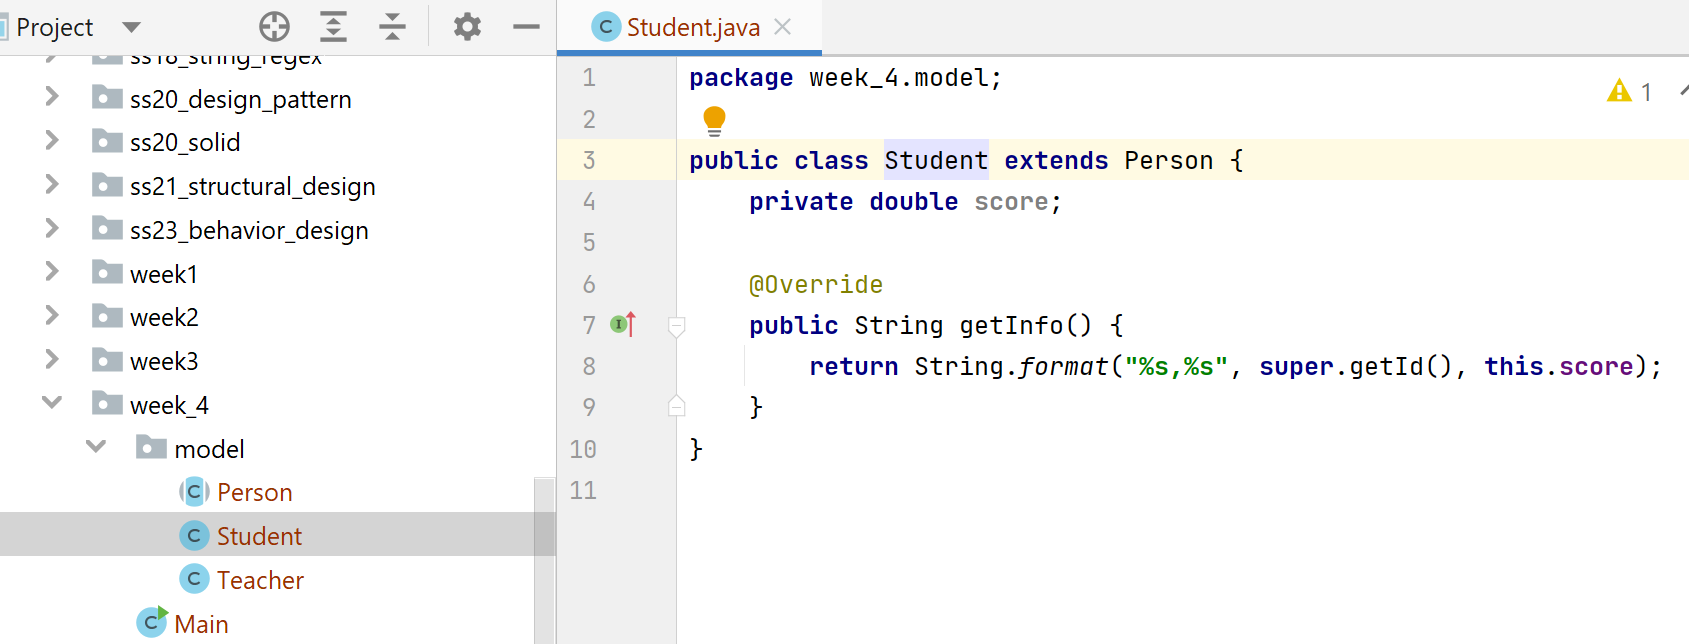 Project
Student.java
ss18_string_regex
ss20_design_pattern
ss20_solid
ss21_structural_design
ss23_behavior_design
week1
week2
week3
week_4
model
C Person
C Student
C Teacher
C Main
1 package week_4.model;
2
3 public class Student extends Person {
4     private double score;
5
6     @Override
7     public String getInfo() {
8         return String.format("%s,%s", super.getId(), this.score);
9     }
10 }
11
1